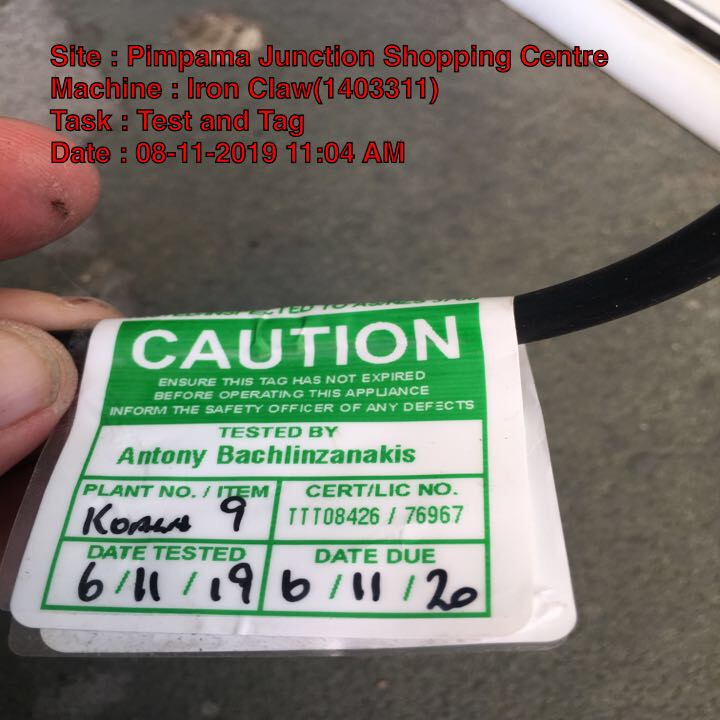 Site : Pimpama Junction Shopping Centre
Machine : Iron Claw(1403311)
Task : Test and Tag
Date : 08-11-2019 11:04 AM
INSPECTED TO
CAUTION
ENSURE THIS TAG HAS NOT EXPIRED
BEFORE OPERATING THIS APPLIANCE
INFORM THE SAFETY OFFICER OF ANY DEFECTS
TESTED BY
Antony Bachlinzanakis
PLANT NO. / ITEM
Koala 9
CERT/LIC NO.
TTT08426 / 76967
DATE TESTED
6/11/19
DATE DUE
6/11/20